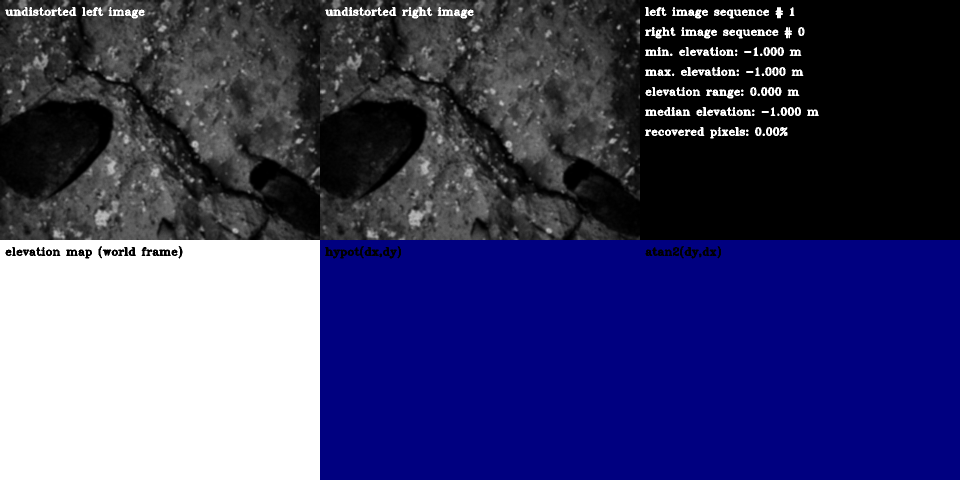 undistorted left image
undistorted right image
left image sequence # 1
right image sequence # 0
min. elevation: −1.000 m
max. elevation: −1.000 m
elevation range: 0.000 m
median elevation: −1.000 m
recovered pixels: 0.00%
elevation map (world frame)
hypot(dx,dy)
atan2(dy,dx)